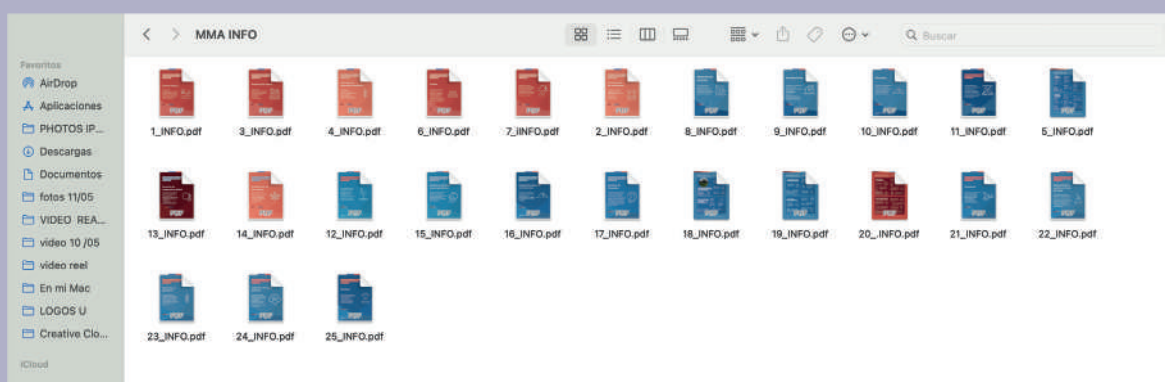 MMA INFO
Buscar
Favoritos
AirDrop
Aplicaciones
PHOTOS IP...
Descargas
Documentos
fotos 11/05
VIDEO REA...
video 10 /05
video reel
En mi Mac
LOGOS U
Creative Clo...
iCloud
1_INFO.pdf 3_INFO.pdf 4_INFO.pdf 6_INFO.pdf 7_iINFO.pdf 2_INFO.pdf 8_INFO.pdf 9_INFO.pdf 10_INFO.pdf 11_INFO.pdf 5_INFO.pdf
13_INFO.pdf 14_INFO.pdf 12_INFO.pdf 15_INFO.pdf 16_INFO.pdf 17_INFO.pdf 18_INFO.pdf 19_INFO.pdf 20_.INFO.pdf 21_INFO.pdf 22_INFO.pdf
23_INFO.pdf 24_INFO.pdf 25_INFO.pdf